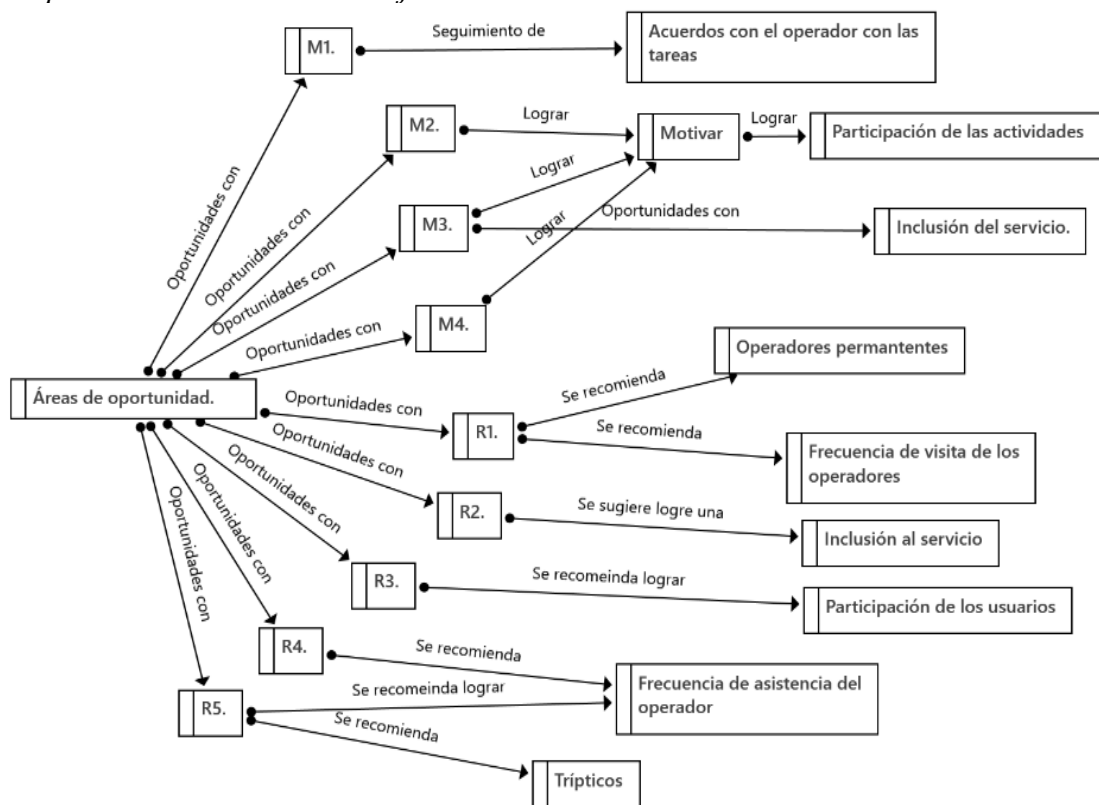 M1.
Seguimiento de
Acuerdos con el operador con las
tareas
Oportunidades con
M2.
Lograr
Motivar
Lograr
Participación de las actividades
Oportunidades con
M3.
Lograr
Oportunidades con
Inclusión del servicio.
Oportunidades con
M4.
Lograr
Oportunidades con
Áreas de oportunidad.
Oportunidades con
R1.
Se recomienda
Operadores permantentes
Se recomienda
Frecuencia de visita de los
operadores
Oportunidades con
R2.
Se sugiere logre una
Inclusión al servicio
Oportunidades con
R3.
Se recomeinda lograr
Participación de los usuarios
Oportunidades con
R4.
Se recomienda
Frecuencia de asistencia del
operador
Oportunidades con
R5.
Se recomeinda lograr
Se recomienda
Trípticos